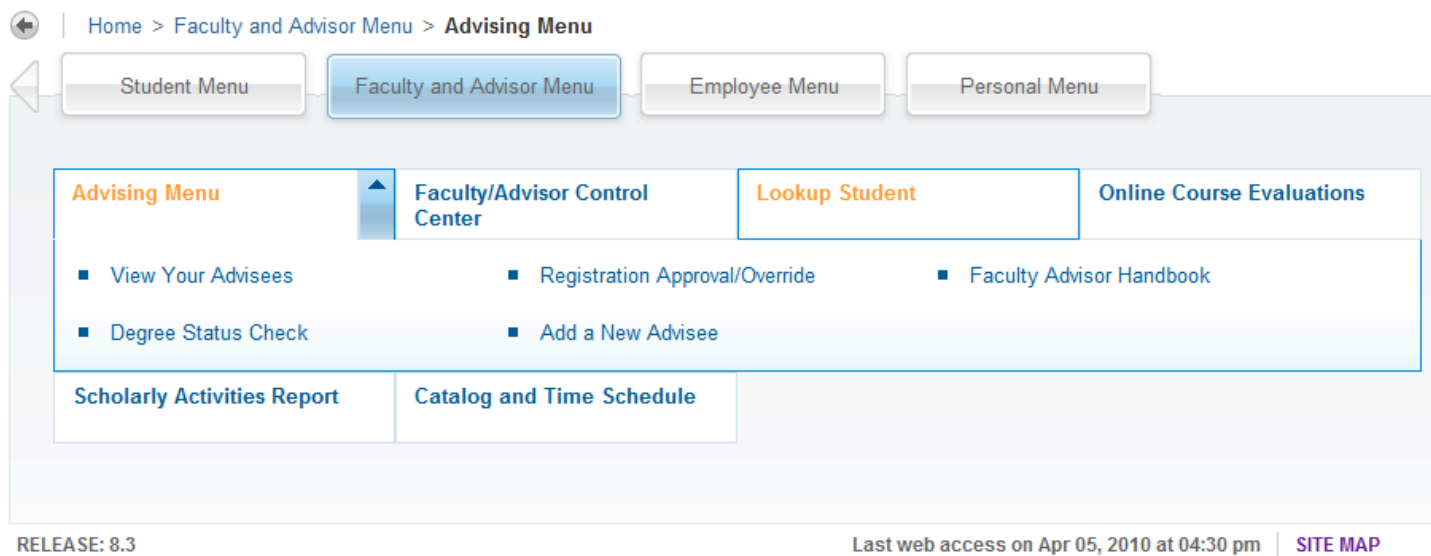 Home > Faculty and Advisor Menu > Advising Menu
Student Menu
Faculty and Advisor Menu
Employee Menu
Personal Menu
Advising Menu
Faculty/Advisor Control
Center
Lookup Student
Online Course Evaluations
View Your Advisees
Registration Approval/Override
Faculty Advisor Handbook
Degree Status Check
Add a New Advisee
Scholarly Activities Report
Catalog and Time Schedule
RELEASE: 8.3
Last web access on Apr 05, 2010 at 04:30 pm
SITE MAP